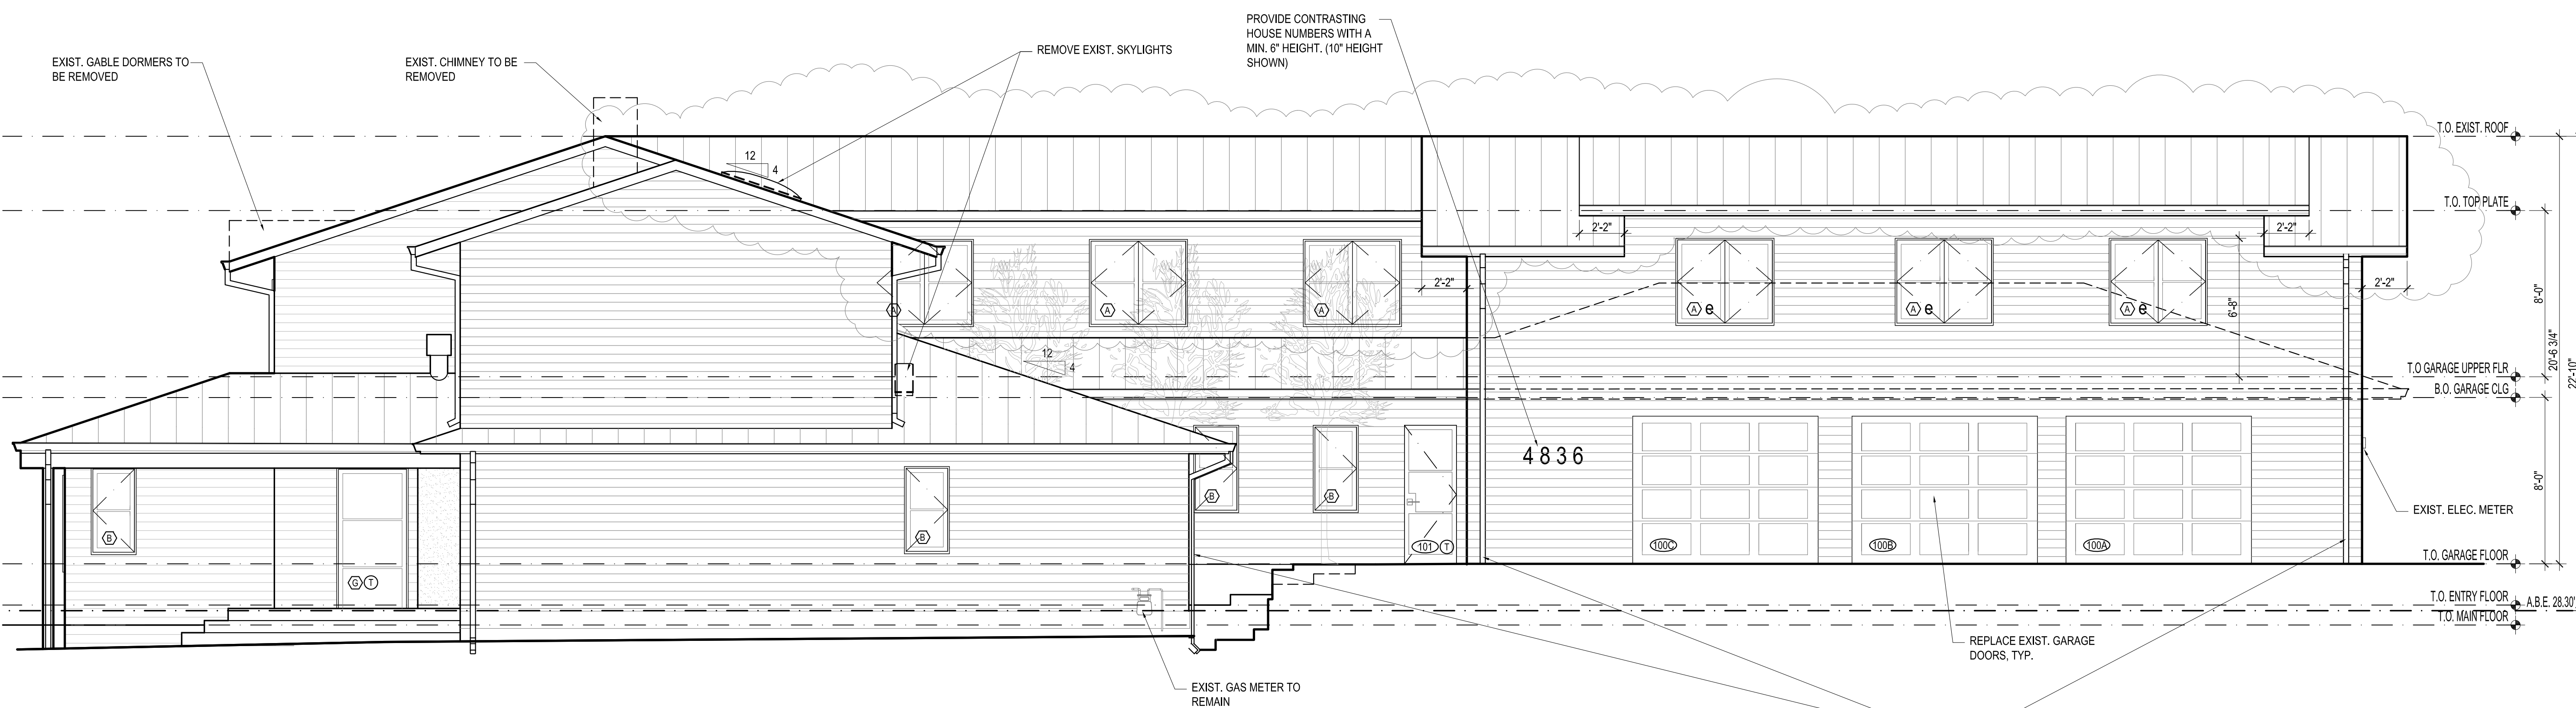 PROVIDE CONTRASTING
HOUSE NUMBERS WITH A
MIN. 6" HEIGHT. (10" HEIGHT
SHOWN)
EXIST. GABLE DORMERS TO
BE REMOVED
EXIST. CHIMNEY TO BE
REMOVED
REMOVE EXIST. SKYLIGHTS
T.O. EXIST. ROOF
12
4
T.O. TOP PLATE
2'-2"
2'-2"
2'-2"
2'-2"
A
A
A
A e
A e
A e
6'-8"
8'-0"
20'-6 3/4"
22'-10"
12
4
T.O GARAGE UPPER FLR
B.O. GARAGE CLG
4836
8'-0"
B
B
B
B
EXIST. ELEC. METER
101 T
100C
100B
100A
T.O. GARAGE FLOOR
G T
T.O. ENTRY FLOOR
A.B.E. 28.30'
T.O. MAIN FLOOR
REPLACE EXIST. GARAGE
DOORS, TYP.
EXIST. GAS METER TO
REMAIN